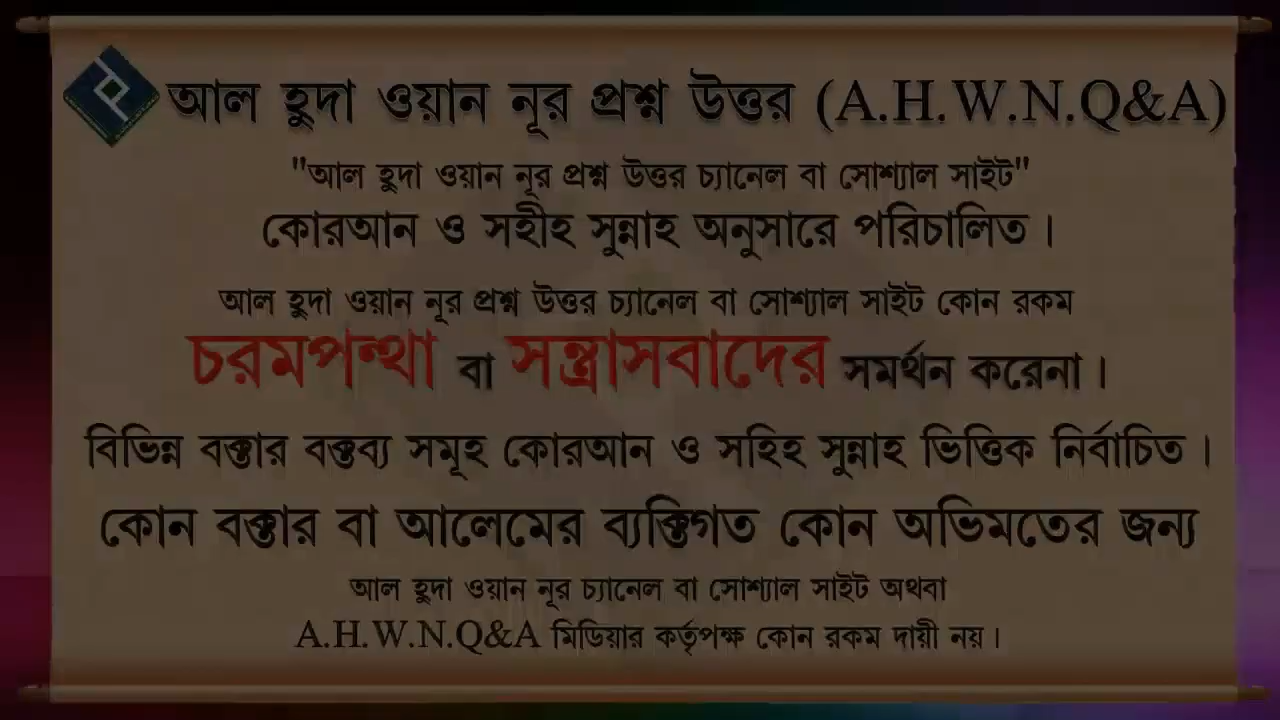 আল হুদা ওয়ান নূর প্রশ্ন উত্তর (A.H.W.N.Q&A)
"আল হুদা ওয়ান নূর প্রশ্ন উত্তর চ্যানেল বা সোশ্যাল সাইট"
কোরআন ও সহীহ সুন্নাহ অনুসারে পরিচালিত।
আল হুদা ওয়ান নূর প্রশ্ন উত্তর চ্যানেল বা সোশ্যাল সাইট কোন রকম
চরমপন্থা বা সন্ত্রাসবাদের সমর্থন করেনা।
বিভিন্ন বক্তার বক্তব্য সমূহ কোরআন ও সহিহ সুন্নাহ ভিত্তিক নির্বাচিত।
কোন বক্তার বা আলেমের ব্যক্তিগত কোন অভিমতের জন্য
আল হুদা ওয়ান নূর চ্যানেল বা সোশ্যাল সাইট অথবা
A.H.W.N.Q&A মিডিয়ার কর্তৃপক্ষ কোন রকম দায়ী নয়।